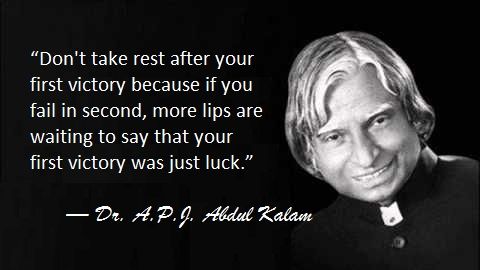 “Don't take rest after your
first victory because if you
fail in second, more lips are
waiting to say that your
first victory was just luck.”
— Dr. A.P.J. Abdul Kalam